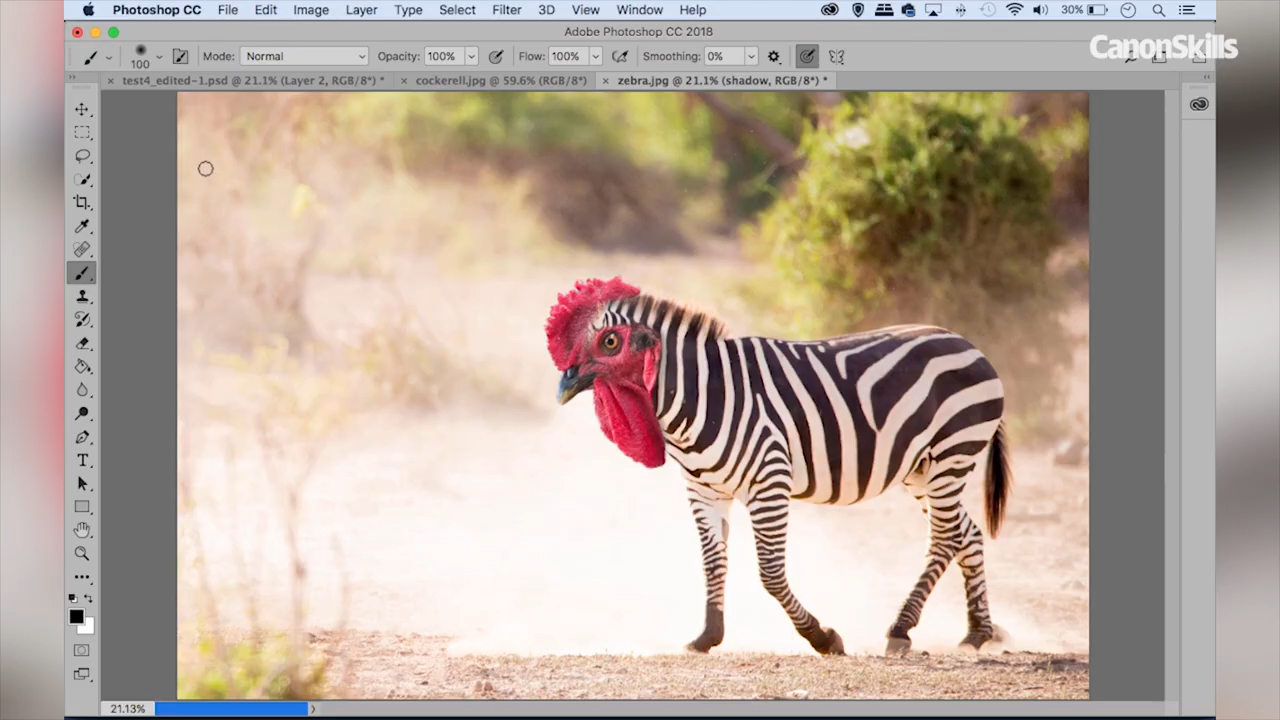 Photoshop CC File Edit Image Layer Type Select Filter 3D View Window Help 30%
Adobe Photoshop CC 2018
CanonSkills
100 Mode: Normal Opacity: 100% Flow: 100% Smoothing: 0%
× test4_edited-1.psd @ 21.1% (Layer 2, RGB/8*) * × cockerell.jpg @ 59.6% (RGB/8*) × zebra.jpg @ 21.1% (shadow, RGB/8*) *
T
21.13%